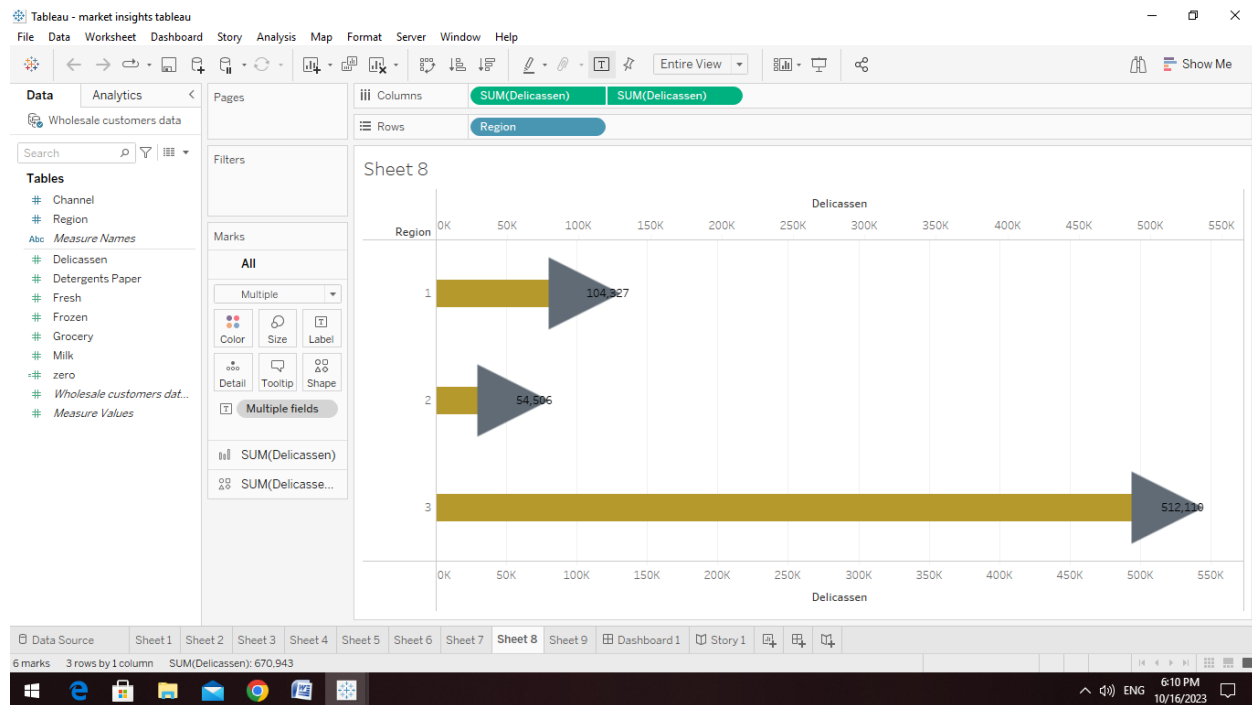 Tableau - market insights tableau
File Data Worksheet Dashboard Story Analysis Map Format Server Window Help
Entire View
Show Me
Data Analytics
Wholesale customers data
Search
Tables
# Channel
# Region
Abc Measure Names
# Delicassen
# Detergents Paper
# Fresh
# Frozen
# Grocery
# Milk
=# zero
# Wholesale customers dat...
# Measure Values
Pages
Filters
Marks
All
Multiple
Color Size Label
Detail Tooltip Shape
Multiple fields
SUM(Delicassen)
SUM(Delicasse...
iii Columns SUM(Delicassen) SUM(Delicassen)
Rows Region
Sheet 8
Delicassen
Region 0K 50K 100K 150K 200K 250K 300K 350K 400K 450K 500K 550K
1 104,327
2 54,506
3 512,110
0K 50K 100K 150K 200K 250K 300K 350K 400K 450K 500K 550K
Delicassen
Data Source Sheet 1 Sheet 2 Sheet 3 Sheet 4 Sheet 5 Sheet 6 Sheet 7 Sheet 8 Sheet 9 Dashboard 1 Story 1
6 marks 3 rows by 1 column SUM(Delicassen): 670,943
ENG
6:10 PM
10/16/2023